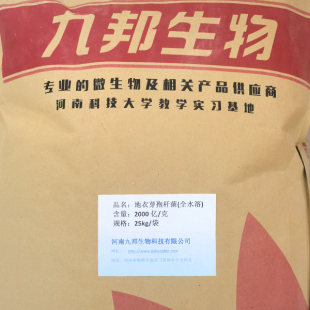 九邦生物
专业的微生物及相关产品供应商
河南科技大学教学实习基地
品名：地衣芽孢杆菌(全水溶)
含量：2000亿/克
规格：25kg/袋
河南九邦生物科技有限公司